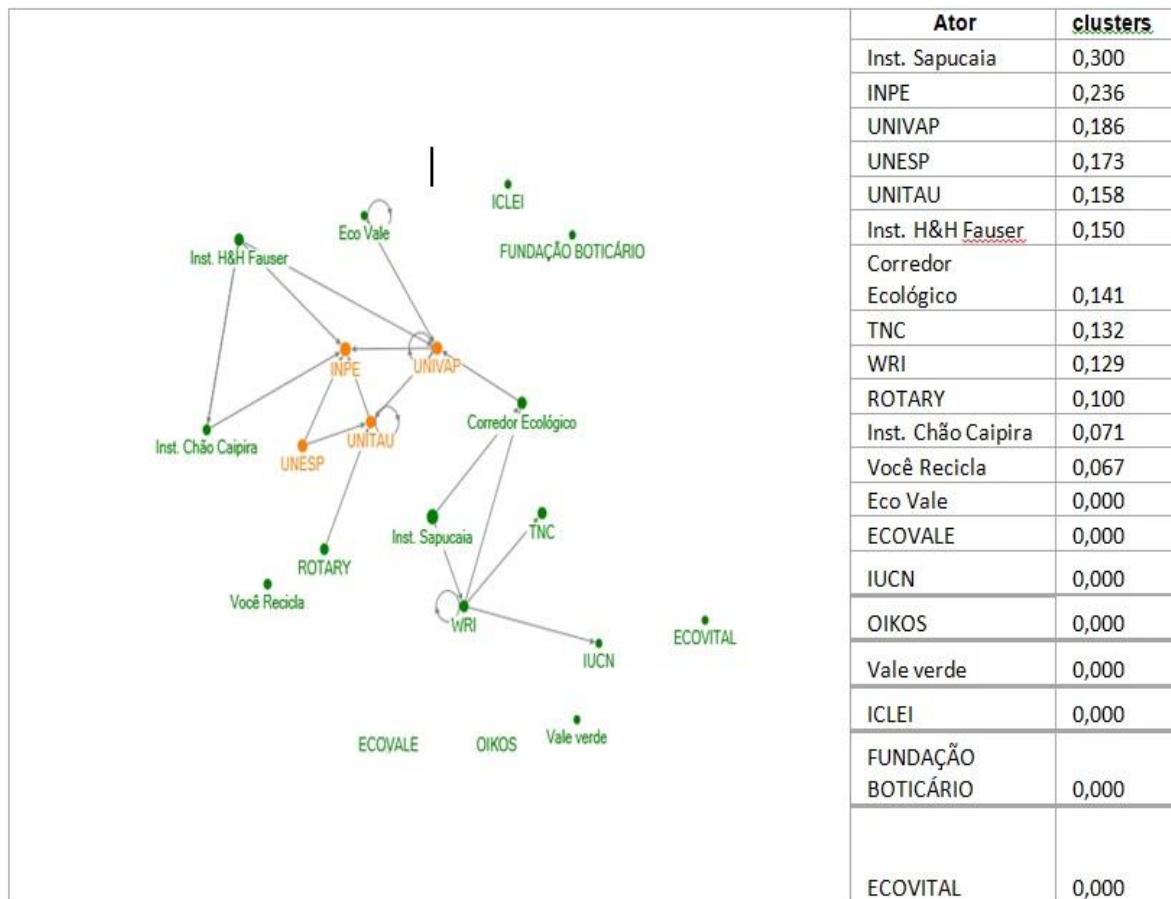 ICLEI
Eco Vale
FUNDAÇÃO BOTICÁRIO
Inst. H&H Fauser
INPE
UNIVAP
Corredor Ecológico
UNITAU
Inst. Chão Caipira
UNESP
Inst. Sapucaia
TNC
ROTARY
Você Recicla
WRI
ECOVITAL
IUCN
Vale verde
ECOVALE
OIKOS
Ator clusters
Inst. Sapucaia 0,300
INPE 0,236
UNIVAP 0,186
UNESP 0,173
UNITAU 0,158
Inst. H&H Fauser 0,150
Corredor
Ecológico 0,141
TNC 0,132
WRI 0,129
ROTARY 0,100
Inst. Chão Caipira 0,071
Você Recicla 0,067
Eco Vale 0,000
ECOVALE 0,000
IUCN 0,000
OIKOS 0,000
Vale verde 0,000
ICLEI 0,000
FUNDAÇÃO
BOTICÁRIO 0,000
ECOVITAL 0,000